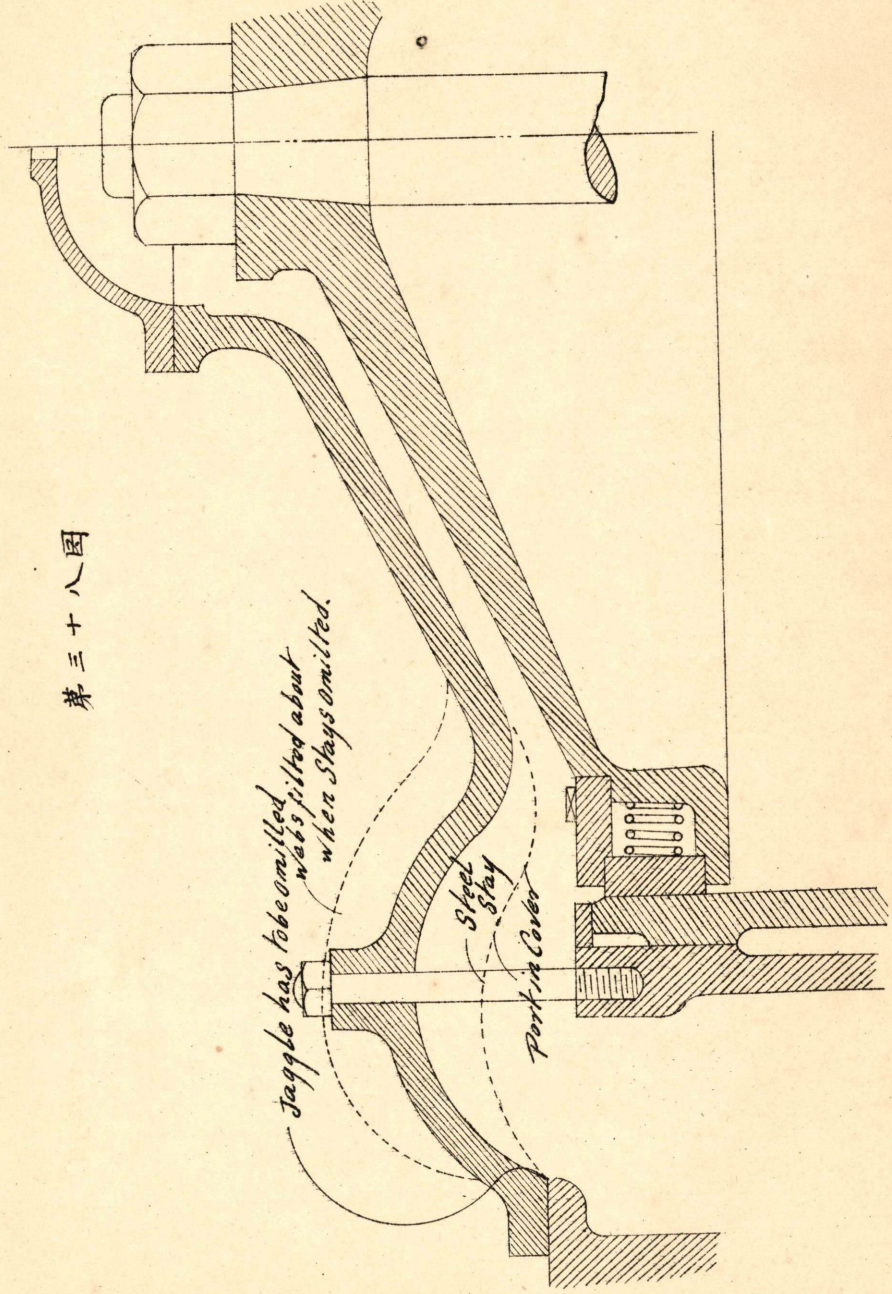 第三十八図
Jaggle has to be omitted
webs fitted about
when Stays omitted.
Steel
Stay
Port in Cover